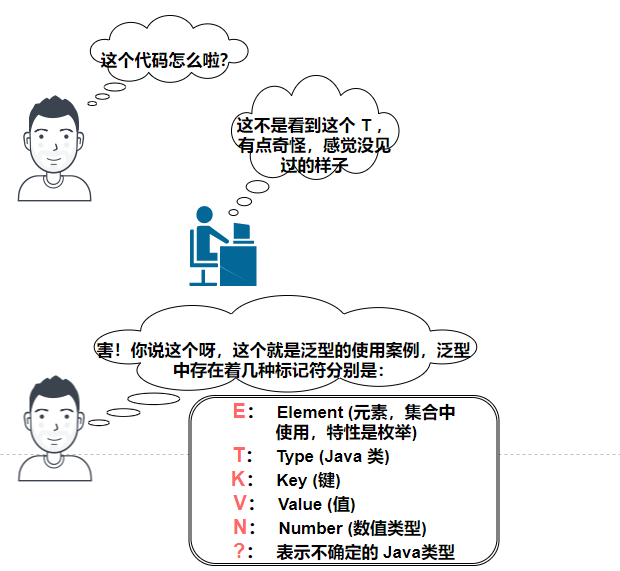 这个代码怎么啦?
这不是看到这个 T ,
有点奇怪，感觉没见
过的样子
害！你说这个呀，这个就是泛型的使用案例，泛型
中存在着几种标记符分别是：
E： Element (元素，集合中
使用，特性是枚举)
T： Type (Java 类)
K： Key (键)
V： Value (值)
N： Number (数值类型)
?： 表示不确定的 Java类型